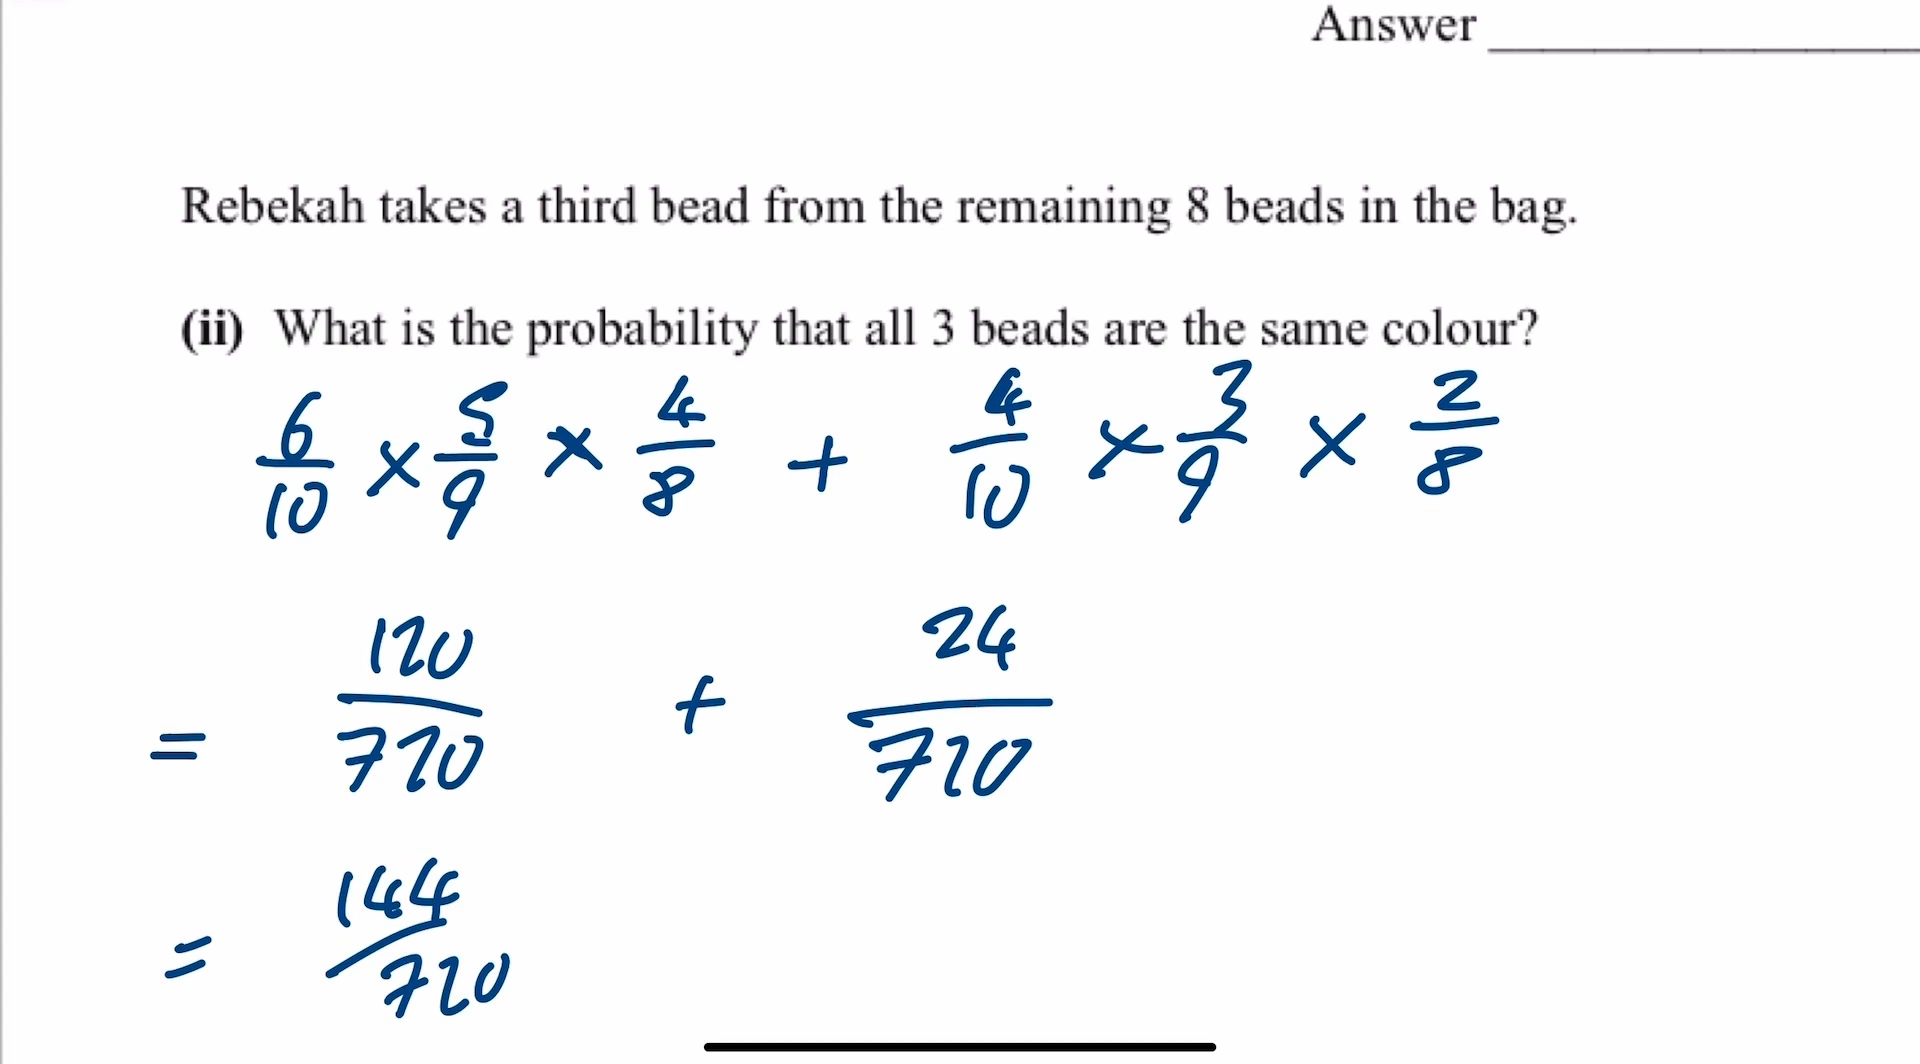 Answer
Rebekah takes a third bead from the remaining 8 beads in the bag.
(ii) What is the probability that all 3 beads are the same colour?
6/10 × 5/9 × 4/8 + 4/10 × 3/9 × 2/8
= 120/720 + 24/720
= 144/720